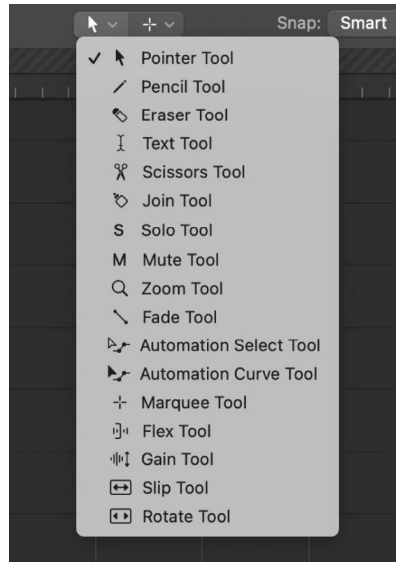 Snap: Smart
Pointer Tool
Pencil Tool
Eraser Tool
Text Tool
Scissors Tool
Join Tool
S Solo Tool
M Mute Tool
Zoom Tool
Fade Tool
Automation Select Tool
Automation Curve Tool
Marquee Tool
Flex Tool
Gain Tool
Slip Tool
Rotate Tool